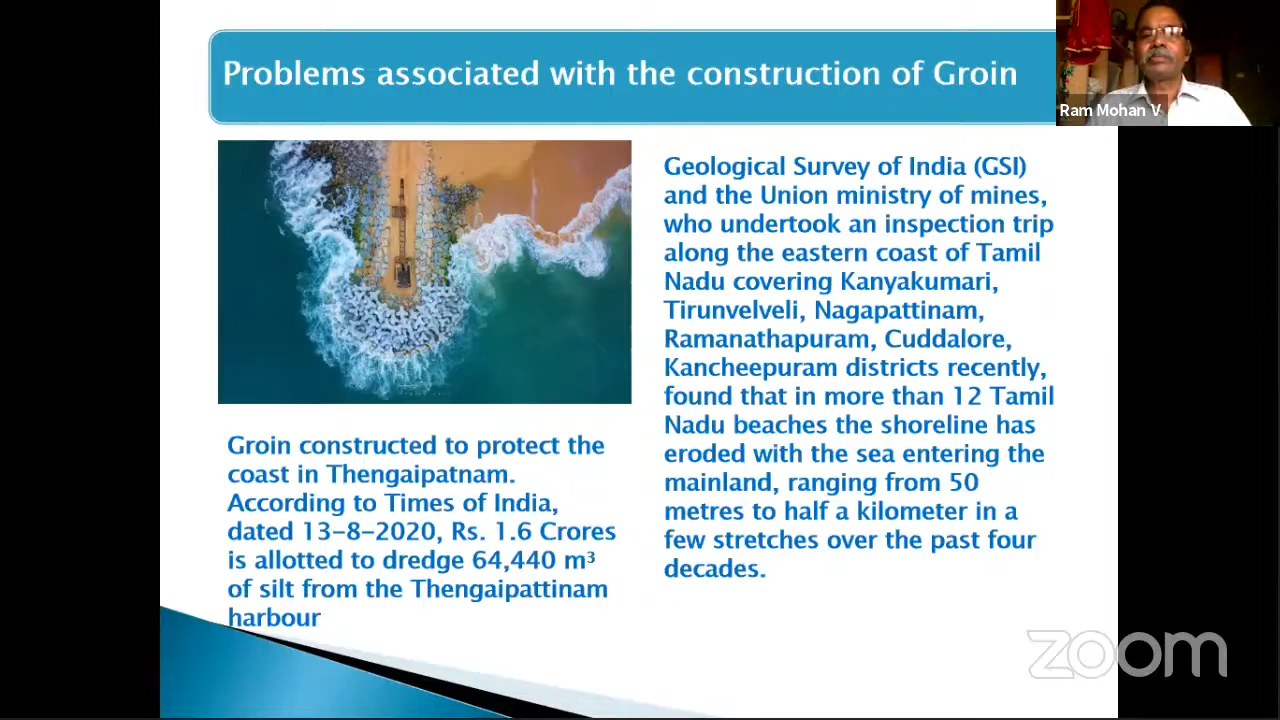 Problems associated with the construction of Groin
Ram Mohan V
Geological Survey of India (GSI)
and the Union ministry of mines,
who undertook an inspection trip
along the eastern coast of Tamil
Nadu covering Kanyakumari,
Tirunvelveli, Nagapattinam,
Ramanathapuram, Cuddalore,
Kancheepuram districts recently,
found that in more than 12 Tamil
Nadu beaches the shoreline has
eroded with the sea entering the
mainland, ranging from 50
metres to half a kilometer in a
few stretches over the past four
decades.
Groin constructed to protect the
coast in Thengaipatnam.
According to Times of India,
dated 13-8-2020, Rs. 1.6 Crores
is allotted to dredge 64,440 m³
of silt from the Thengaipattinam
harbour
zoom